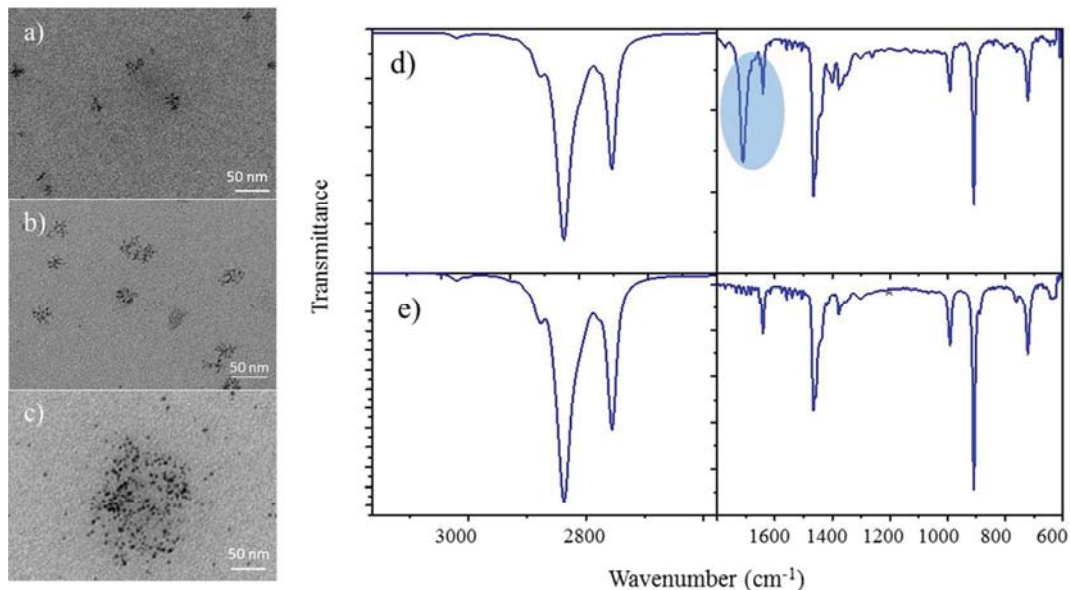 a)
50 nm
b)
50 nm
c)
50 nm
d)
e)
Transmittance
3000 2800 1600 1400 1200 1000 800 600
Wavenumber (cm-1)